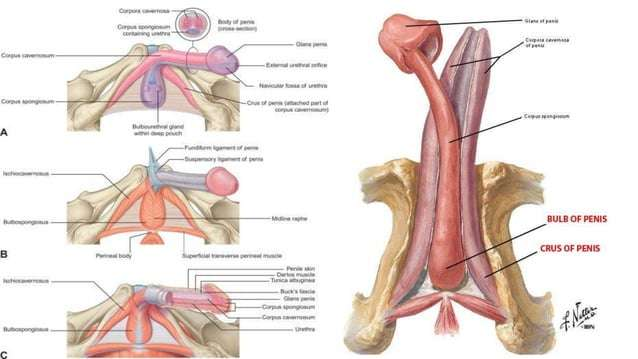 Corpora cavernosa
Corpus spongiosum
containing urethra
Body of penis
(cross-section)
Corpus cavernosum
Glans penis
External urethral orifice
Navicular fossa of urethra
Crus of penis (attached part of
corpus cavernosum)
Corpus spongiosum
Bulbourethral gland
within deep pouch
A
Fundiform ligament of penis
Suspensory ligament of penis
Ischiocavernosus
Bulbospongiosus
Midline raphe
Perineal body
Superficial transverse perineal muscle
B
Penile skin
Dartos muscle
Tunica albuginea
Ischiocavernosus
Buck's fascia
Glans penis
Corpus spongiosum
Corpus cavernosum
Urethra
Bulbospongiosus
C
Glans of penis
Corpora cavernosa
of penis
Corpus spongiosum
BULB OF PENIS
CRUS OF PENIS
F. Netter
M.D.